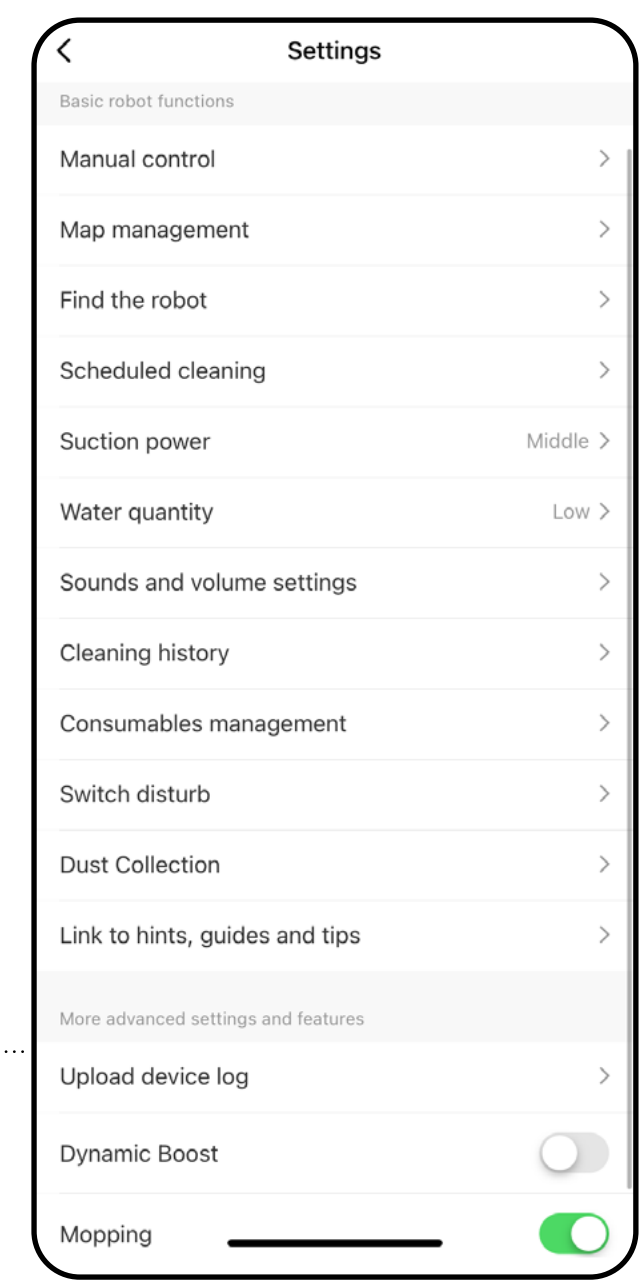 Settings
Basic robot functions
Manual control
Map management
Find the robot
Scheduled cleaning
Suction power Middle
Water quantity Low
Sounds and volume settings
Cleaning history
Consumables management
Switch disturb
Dust Collection
Link to hints, guides and tips
More advanced settings and features
...
Upload device log
Dynamic Boost
Mopping